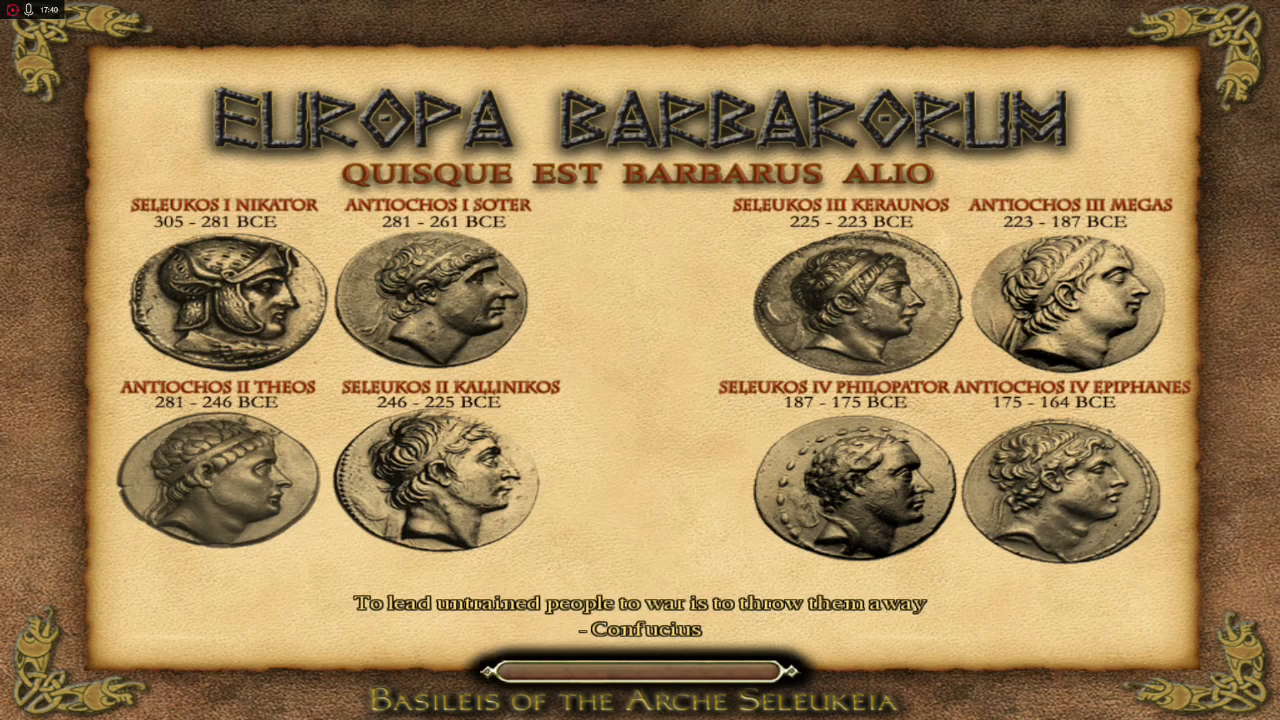 17:40
EUROPA BARBARORUM
QUISQUE EST BARBARUS ALIO
SELEUKOS I NIKATOR
305 - 281 BCE
ANTIOCHOS I SOTER
281 - 261 BCE
SELEUKOS III KERAUNOS
225 - 223 BCE
ANTIOCHOS III MEGAS
223 - 187 BCE
ANTIOCHOS II THEOS
281 - 246 BCE
SELEUKOS II KALLINIKOS
246 - 225 BCE
SELEUKOS IV PHILOPATOR
187 - 175 BCE
ANTIOCHOS IV EPIPHANES
175 - 164 BCE
To lead untrained people to war is to throw them away
- Confucius
BASILEIS OF THE ARCHE SELEUKEIA